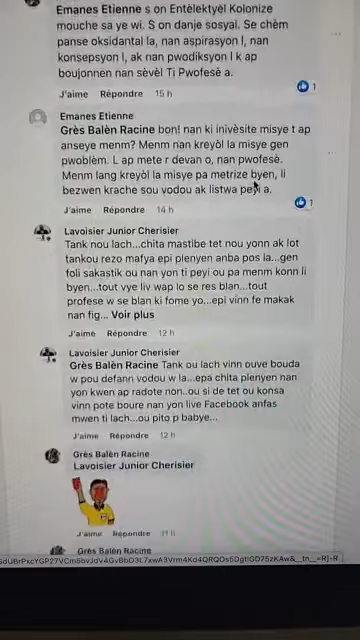 Emanes Etienne s on Entèlektyèl Kolonize
mouche sa ye wi. S on danje sosyal. Se chèm
panse oksidantal la, nan aspirasyon l, nan
konsepsyon l, ak nan pwodiksyon l k ap
boujonnen nan sèvèl Ti Pwofesè a.
J'aime Répondre 15 h
1
Emanes Etienne
Grès Balèn Racine bon! nan ki inivèsite misye t ap
anseye menm? Menm nan kreyòl la misye gen
pwoblèm. L ap mete r devan o, nan pwofesè.
Menm lang kreyòl la misye pa metrize byen, li
bezwen krache sou vodou ak listwa peyi a.
J'aime Répondre 14 h
1
Lavoisier Junior Cherisier
Tank nou lach...chita mastibe tet nou yonn ak lot
tankou rezo mafya epi plenyen anba pos la...gen
foli sakastik ou nan yon ti peyi ou pa menm konn li
byen...tout vye liv wap lo se res blan...tout
profese w se blan ki fome yo...epi vinn fe makak
nan fig... Voir plus
J'aime Répondre 12 h
Lavoisier Junior Cherisier
Grès Balèn Racine Tank ou lach vinn ouve bouda
w pou defann vodou w la...epa chita plenyen nan
yon kwen ap radote non..ou si de tet ou konsa
vinn pote boure nan yon live Facebook anfas
mwen ti lach...ou pito p babye...
J'aime Répondre 12 h
Grès Balèn Racine
Lavoisier Junior Cherisier
J'aime Répondre 11 h
Grès Balèn Racine